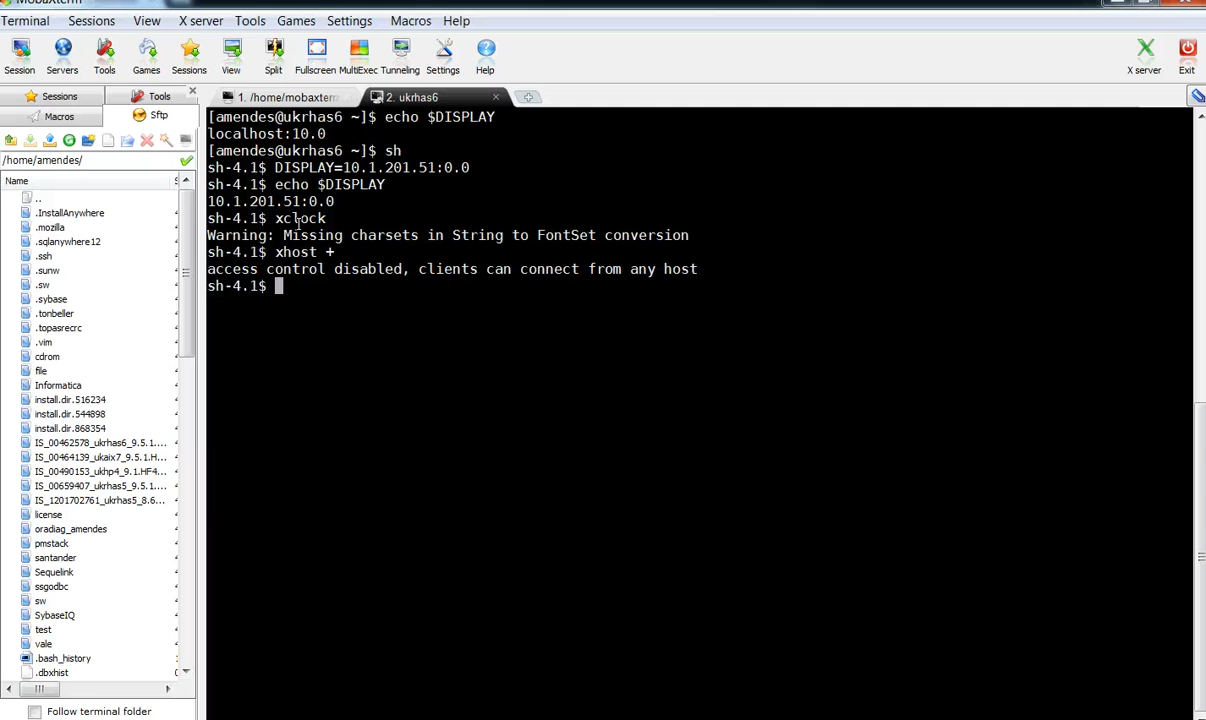 MobaXterm
Terminal Sessions View X server Tools Games Settings Macros Help
Session Servers Tools Games Sessions View Split Fullscreen MultiExec Tunneling Settings Help X server Exit
Sessions Tools
Macros Sftp
/home/amendes/
Name
..
.InstallAnywhere
.mozilla
.sqlanywhere12
.ssh
.sunw
.sw
.sybase
.tonbeller
.topasrecrc
.vim
cdrom
file
Informatica
install.dir.516234
install.dir.544898
install.dir.868354
IS_00462578_ukrhas6_9.5.1....
IS_00464139_ukaix7_9.5.1.H...
IS_00490153_ukhp4_9.1.HF4...
IS_00659407_ukrhas5_9.5.1...
IS_1201702761_ukrhas5_8.6...
license
oradiag_amendes
pmstack
santander
Sequelink
ssgodbc
sw
SybaseIQ
test
vale
.bash_history
.dbxhist
Follow terminal folder
1. /home/mobaxterm... 2. ukrhas6
[amendes@ukrhas6 ~]$ echo $DISPLAY
localhost:10.0
[amendes@ukrhas6 ~]$ sh
sh-4.1$ DISPLAY=10.1.201.51:0.0
sh-4.1$ echo $DISPLAY
10.1.201.51:0.0
sh-4.1$ xclock
Warning: Missing charsets in String to FontSet conversion
sh-4.1$ xhost +
access control disabled, clients can connect from any host
sh-4.1$